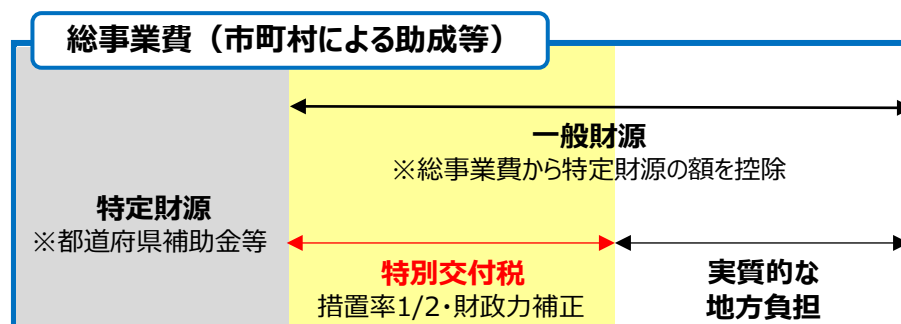 総事業費（市町村による助成等）
一般財源
※総事業費から特定財源の額を控除
特定財源
※都道府県補助金等
特別交付税
措置率1/2・財政力補正
実質的な
地方負担